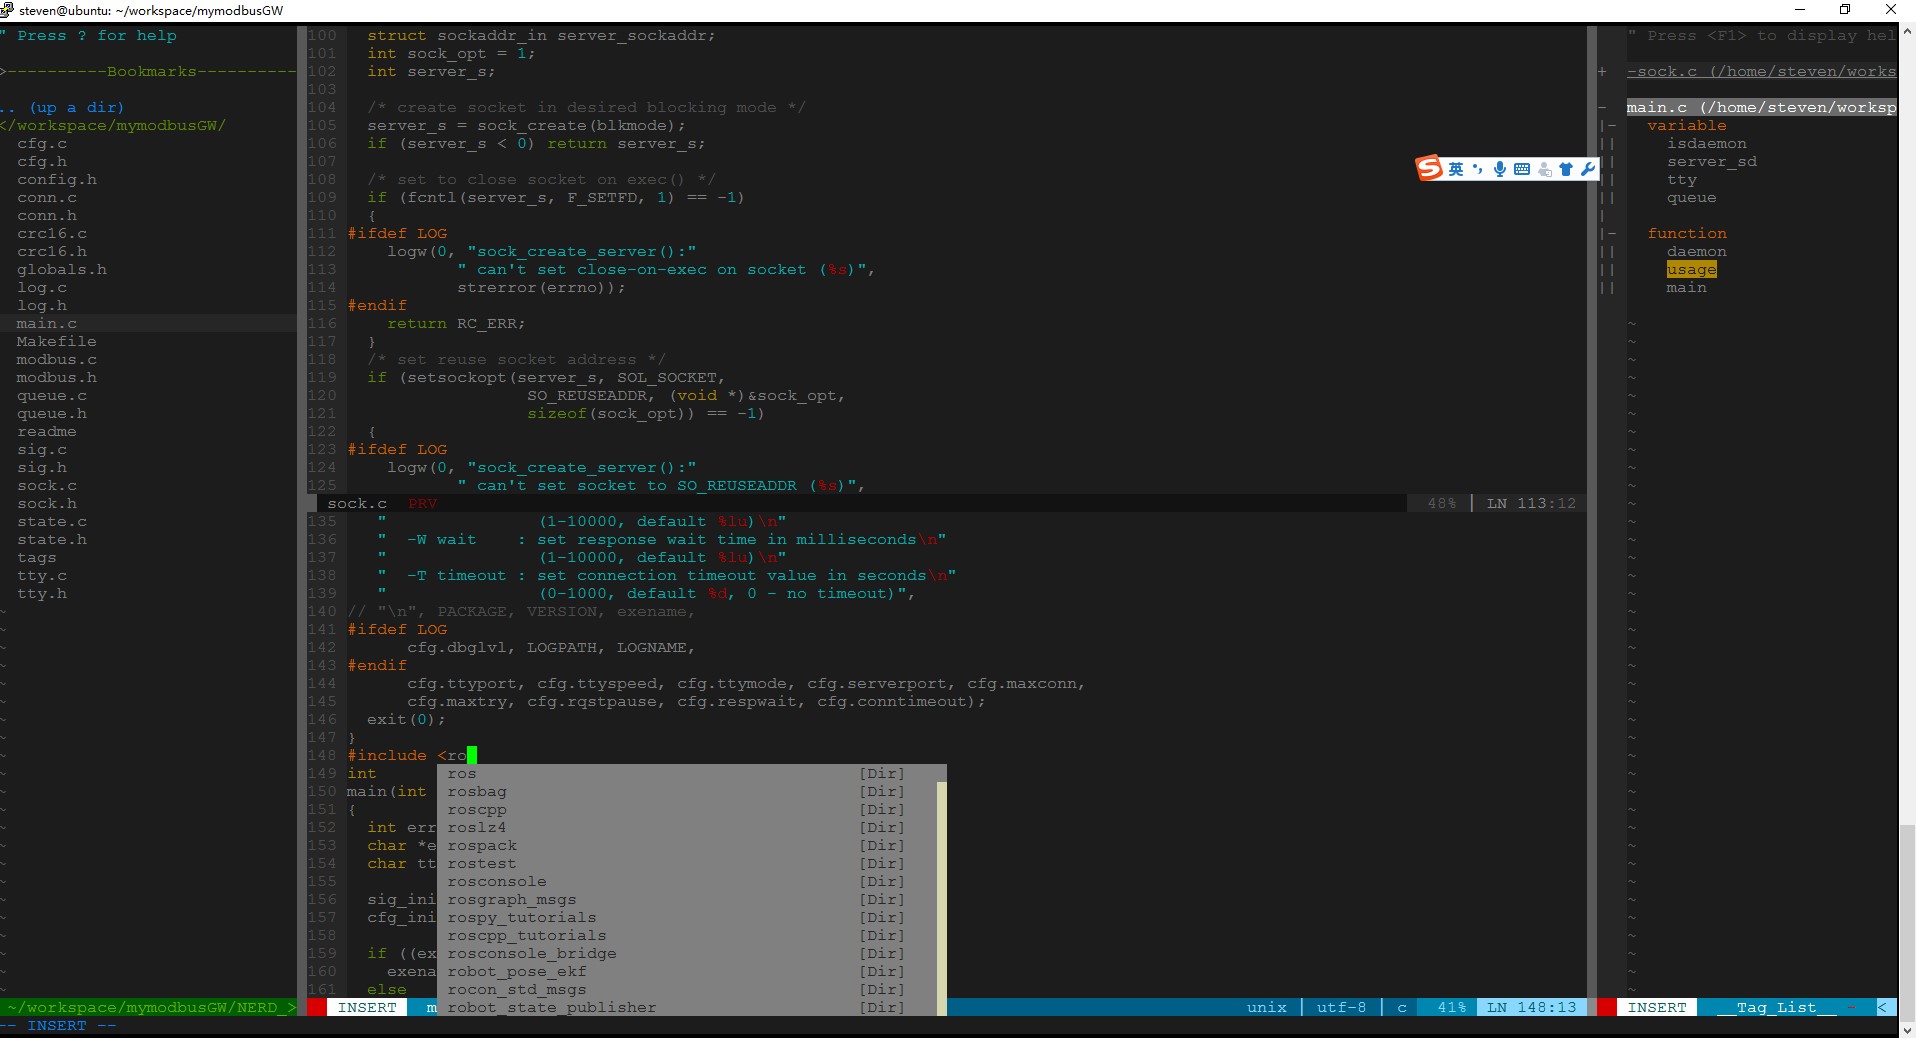 steven@ubuntu: ~/workspace/mymodbusGW
" Press ? for help
>----------Bookmarks----------
.. (up a dir)
</workspace/mymodbusGW/
cfg.c
cfg.h
config.h
conn.c
conn.h
crc16.c
crc16.h
globals.h
log.c
log.h
main.c
Makefile
modbus.c
modbus.h
queue.c
queue.h
readme
sig.c
sig.h
sock.c
sock.h
state.c
state.h
tags
tty.c
tty.h
~/workspace/mymodbusGW/NERD_>
-- INSERT --
100 struct sockaddr_in server_sockaddr;
101 int sock_opt = 1;
102 int server_s;
103
104 /* create socket in desired blocking mode */
105 server_s = sock_create(blkmode);
106 if (server_s < 0) return server_s;
107
108 /* set to close socket on exec() */
109 if (fcntl(server_s, F_SETFD, 1) == -1)
110 {
111 #ifdef LOG
112 logw(0, "sock_create_server():"
113 " can't set close-on-exec on socket (%s)",
114 strerror(errno));
115 #endif
116 return RC_ERR;
117 }
118 /* set reuse socket address */
119 if (setsockopt(server_s, SOL_SOCKET,
120 SO_REUSEADDR, (void *)&sock_opt,
121 sizeof(sock_opt)) == -1)
122 {
123 #ifdef LOG
124 logw(0, "sock_create_server():"
125 " can't set socket to SO_REUSEADDR (%s)",
sock.c PRV 48% | LN 113:12
135 " (1-10000, default %lu)\n"
136 " -W wait : set response wait time in milliseconds\n"
137 " (1-10000, default %lu)\n"
138 " -T timeout : set connection timeout value in seconds\n"
139 " (0-1000, default %d, 0 - no timeout)",
140 // "\n", PACKAGE, VERSION, exename,
141 #ifdef LOG
142 cfg.dbglvl, LOGPATH, LOGNAME,
143 #endif
144 cfg.ttyport, cfg.ttyspeed, cfg.ttymode, cfg.serverport, cfg.maxconn,
145 cfg.maxtry, cfg.rqstpause, cfg.respwait, cfg.conntimeout);
146 exit(0);
147 }
148 #include <ro
149 int
150 main(int
151 {
152 int err
153 char *e
154 char tt
155
156 sig_ini
157 cfg_ini
158
159 if ((ex
160 exena
161 else
ros [Dir]
rosbag [Dir]
roscpp [Dir]
roslz4 [Dir]
rospack [Dir]
rostest [Dir]
rosconsole [Dir]
rosgraph_msgs [Dir]
rospy_tutorials [Dir]
roscpp_tutorials [Dir]
rosconsole_bridge [Dir]
robot_pose_ekf [Dir]
rocon_std_msgs [Dir]
robot_state_publisher [Dir]
INSERT m unix | utf-8 | c 41% LN 148:13
英
" Press <F1> to display hel
+ -sock.c (/home/steven/works
- main.c (/home/steven/worksp
|- variable
|| isdaemon
|| server_sd
|| tty
|| queue
|
|- function
|| daemon
|| usage
|| main
INSERT __Tag_List__ - <